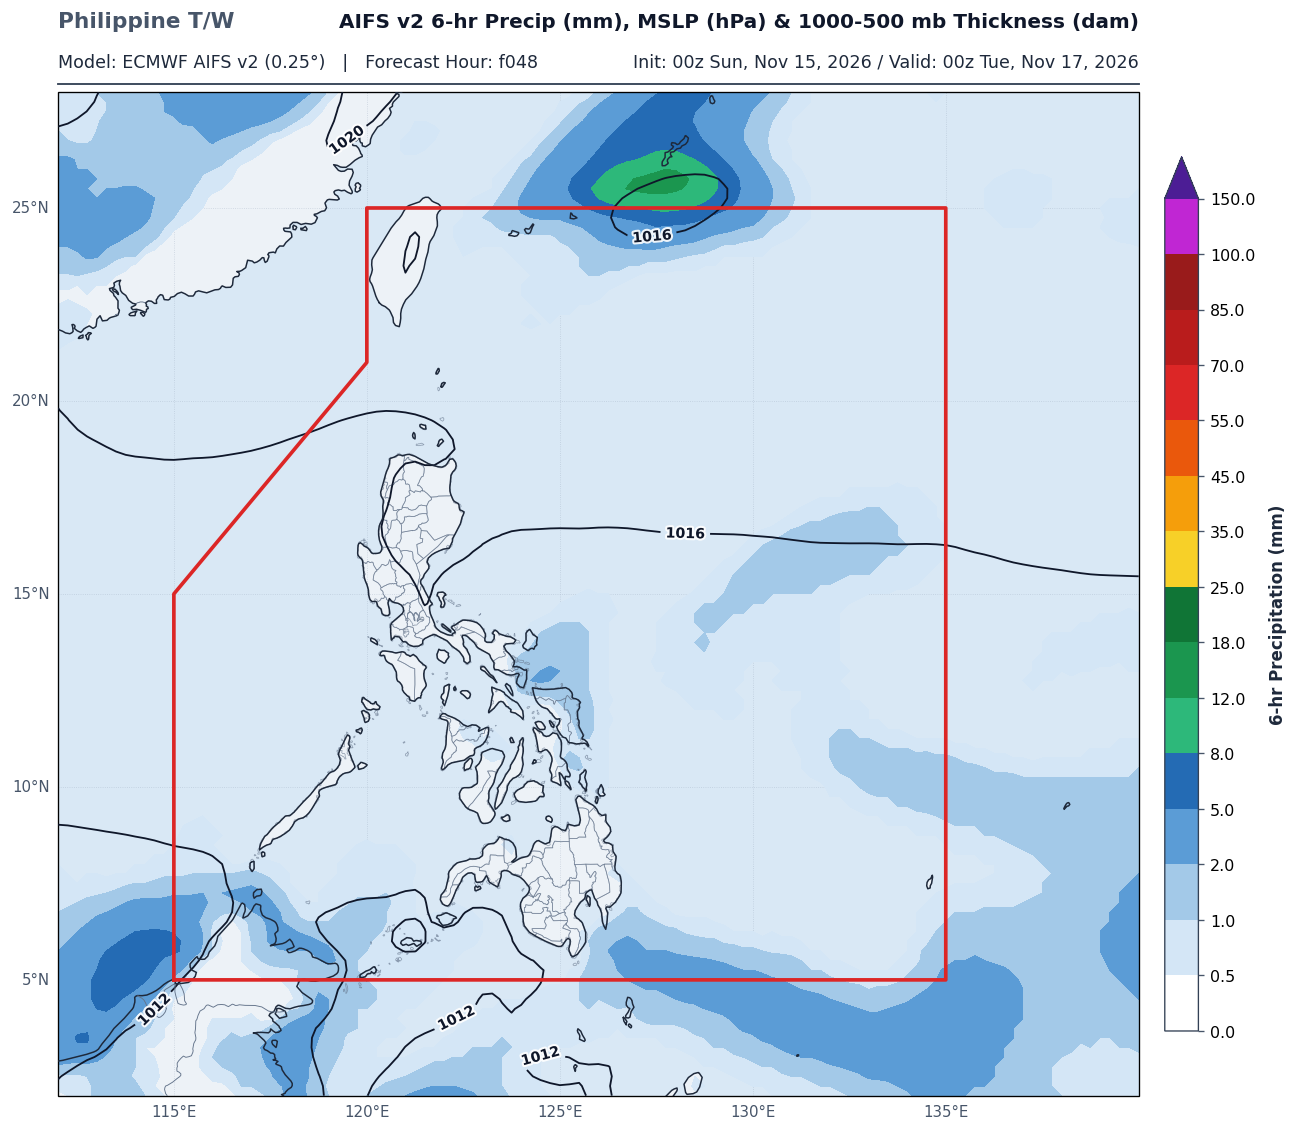 Philippine T/W
AIFS v2 6-hr Precip (mm), MSLP (hPa) & 1000-500 mb Thickness (dam)
Model: ECMWF AIFS v2 (0.25°) | Forecast Hour: f048
Init: 00z Sun, Nov 15, 2026 / Valid: 00z Tue, Nov 17, 2026
1020
25°N
1016
20°N
1016
15°N
10°N
5°N
1012
1012
1012
115°E
120°E
125°E
130°E
135°E
150.0
100.0
85.0
70.0
55.0
45.0
35.0
25.0
18.0
12.0
8.0
5.0
2.0
1.0
0.5
0.0
6-hr Precipitation (mm)